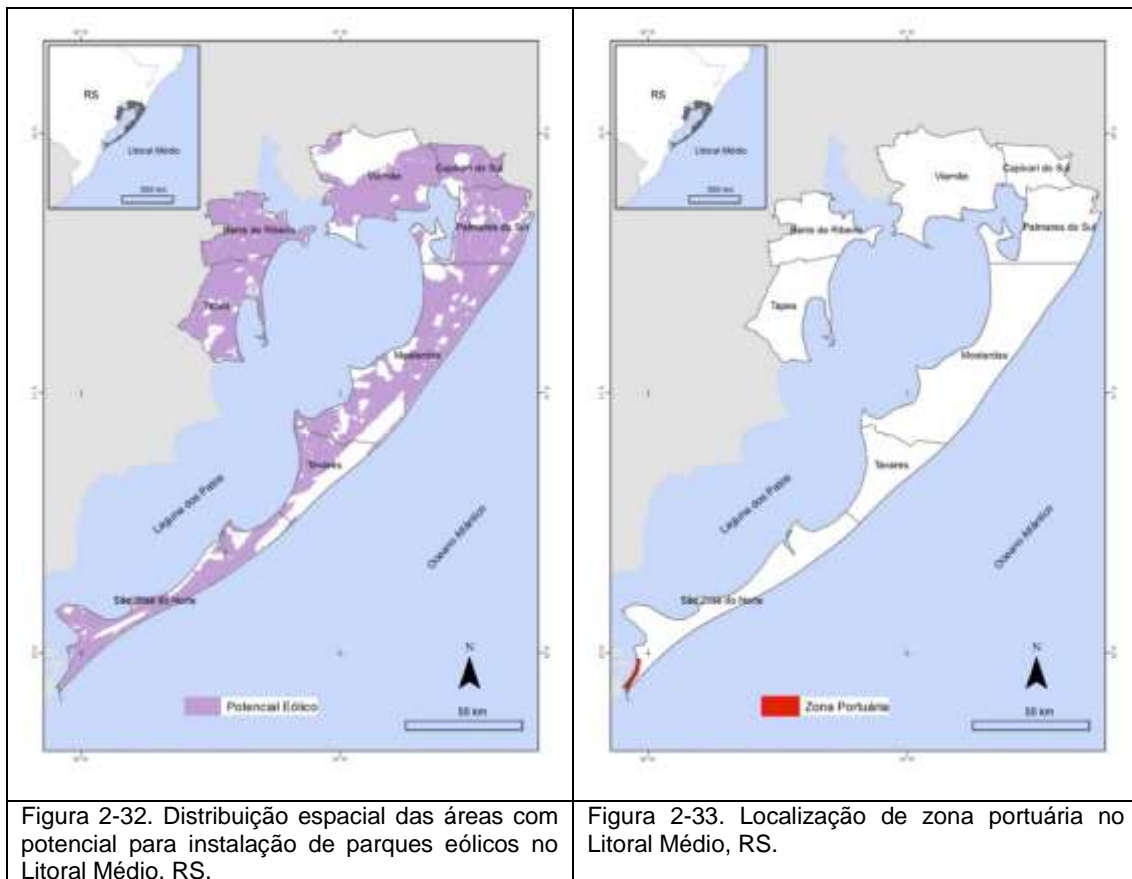 RS
Litoral Médio
Viamão
Capivari do Sul
Barra do Ribeiro
Palmares do Sul
Tapes
Mostardas
Tavares
Laguna dos Patos
Oceano Atlântico
São José do Norte
N
Potencial Eólico
50 km
RS
Litoral Médio
Viamão
Capivari do Sul
Barra do Ribeiro
Palmares do Sul
Tapes
Mostardas
Tavares
Laguna dos Patos
Oceano Atlântico
São José do Norte
N
Zona Portuária
50 km
Figura 2-32. Distribuição espacial das áreas com
potencial para instalação de parques eólicos no
Litoral Médio, RS.
Figura 2-33. Localização de zona portuária no
Litoral Médio, RS.